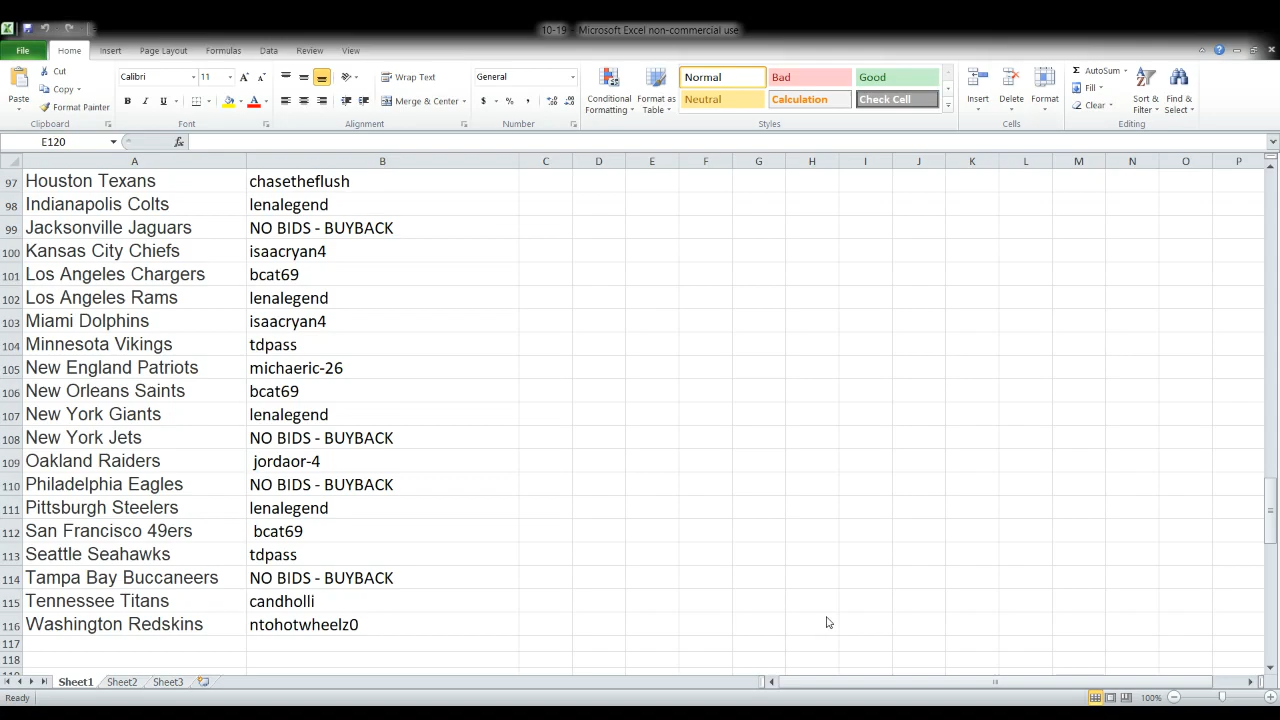 10-19 - Microsoft Excel non-commercial use
File Home Insert Page Layout Formulas Data Review View
Cut
Copy
Format Painter
Paste
Clipboard
Calibri 11
Font
Wrap Text
Merge & Center
Alignment
General
Number
Conditional Formatting
Format as Table
Normal Bad Good
Neutral Calculation Check Cell
Styles
Insert Delete Format
Cells
AutoSum
Fill
Clear
Sort & Filter
Find & Select
Editing
E120 fx
A B C D E F G H I J K L M N O P
97 Houston Texans chasetheflush
98 Indianapolis Colts lenalegend
99 Jacksonville Jaguars NO BIDS - BUYBACK
100 Kansas City Chiefs isaacryan4
101 Los Angeles Chargers bcat69
102 Los Angeles Rams lenalegend
103 Miami Dolphins isaacryan4
104 Minnesota Vikings tdpass
105 New England Patriots michaeric-26
106 New Orleans Saints bcat69
107 New York Giants lenalegend
108 New York Jets NO BIDS - BUYBACK
109 Oakland Raiders jordaor-4
110 Philadelphia Eagles NO BIDS - BUYBACK
111 Pittsburgh Steelers lenalegend
112 San Francisco 49ers bcat69
113 Seattle Seahawks tdpass
114 Tampa Bay Buccaneers NO BIDS - BUYBACK
115 Tennessee Titans candholli
116 Washington Redskins ntohotwheelz0
117
118
Sheet1 Sheet2 Sheet3
Ready 100%